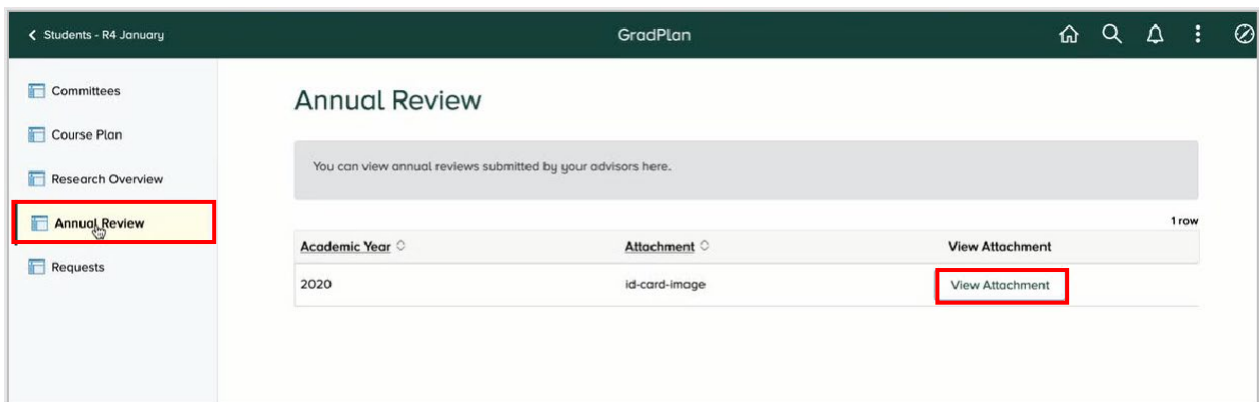 Students - R4 January
GradPlan
Committees
Course Plan
Research Overview
Annual Review
Requests
Annual Review
You can view annual reviews submitted by your advisors here.
1 row
Academic Year Attachment View Attachment
2020 id-card-image View Attachment